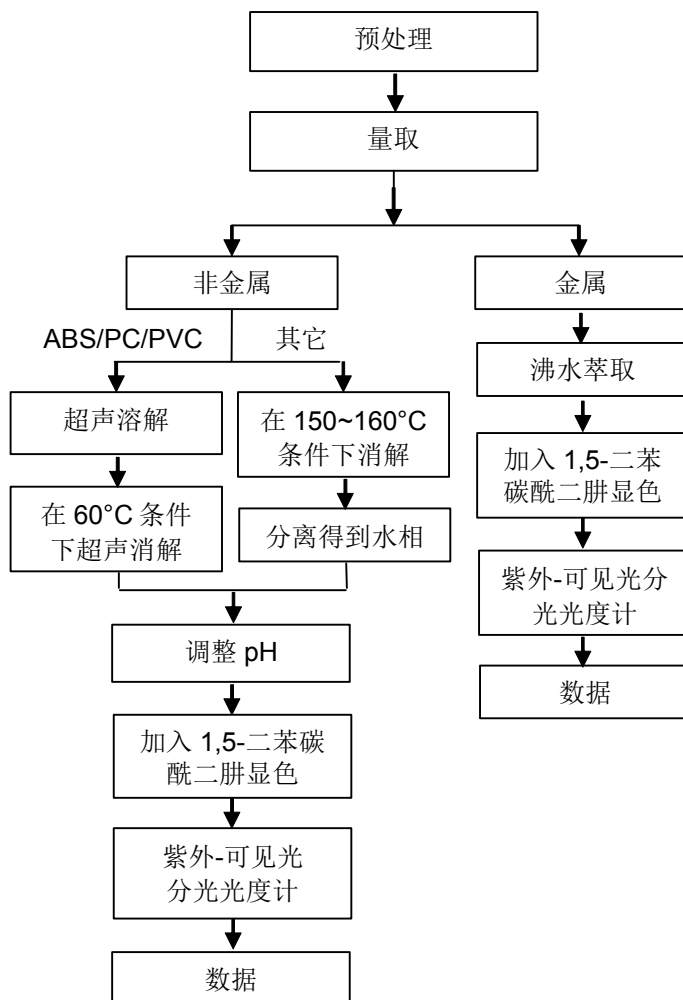 预处理
量取
非金属
金属
ABS/PC/PVC
其它
沸水萃取
超声溶解
在 150~160°C
条件下消解
加入 1,5-二苯
碳酰二肼显色
在 60°C 条件
下超声消解
分离得到水相
紫外-可见光分
光光度计
调整 pH
数据
加入 1,5-二苯碳
酰二肼显色
紫外-可见光
分光光度计
数据